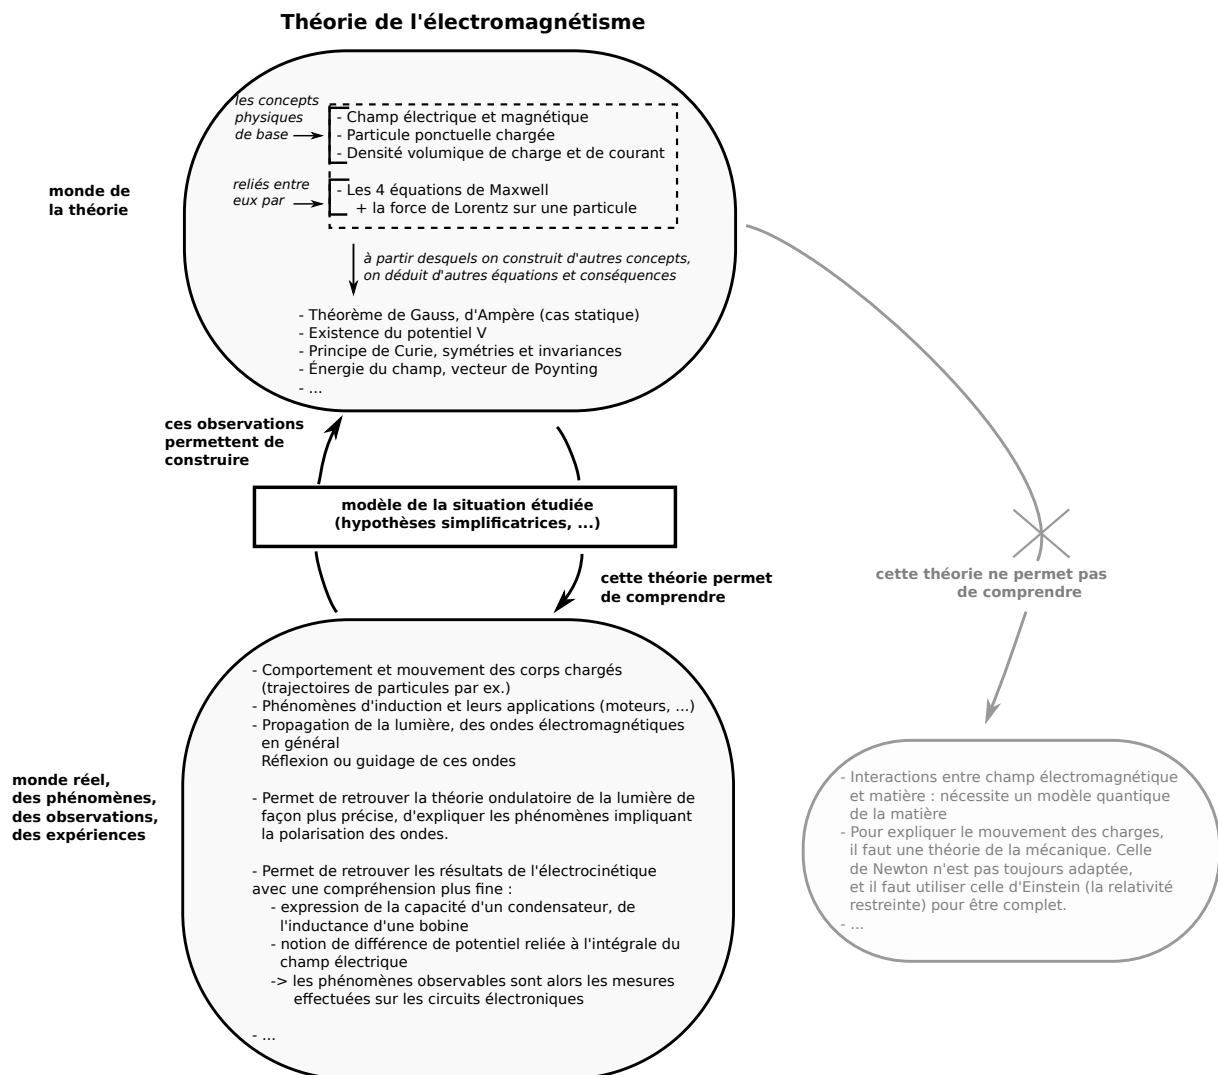 Théorie de l'électromagnétisme
les concepts
physiques
de base
- Champ électrique et magnétique
- Particule ponctuelle chargée
- Densité volumique de charge et de courant
monde de
la théorie
reliés entre
eux par
- Les 4 équations de Maxwell
+ la force de Lorentz sur une particule
à partir desquels on construit d'autres concepts,
on déduit d'autres équations et conséquences
- Théorème de Gauss, d'Ampère (cas statique)
- Existence du potentiel V
- Principe de Curie, symétries et invariances
- Énergie du champ, vecteur de Poynting
- ...
ces observations
permettent de
construire
modèle de la situation étudiée
(hypothèses simplificatrices, ...)
cette théorie permet
de comprendre
cette théorie ne permet pas
de comprendre
monde réel,
des phénomènes,
des observations,
des expériences
- Comportement et mouvement des corps chargés
(trajectoires de particules par ex.)
- Phénomènes d'induction et leurs applications (moteurs, ...)
- Propagation de la lumière, des ondes électromagnétiques
en général
Réflexion ou guidage de ces ondes
- Permet de retrouver la théorie ondulatoire de la lumière de
façon plus précise, d'expliquer les phénomènes impliquant
la polarisation des ondes.
- Permet de retrouver les résultats de l'électrocinétique
avec une compréhension plus fine :
- expression de la capacité d'un condensateur, de
l'inductance d'une bobine
- notion de différence de potentiel reliée à l'intégrale du
champ électrique
-> les phénomènes observables sont alors les mesures
effectuées sur les circuits électroniques
- ...
- Interactions entre champ électromagnétique
et matière : nécessite un modèle quantique
de la matière
- Pour expliquer le mouvement des charges,
il faut une théorie de la mécanique. Celle
de Newton n'est pas toujours adaptée,
et il faut utiliser celle d'Einstein (la relativité
restreinte) pour être complet.
- ...